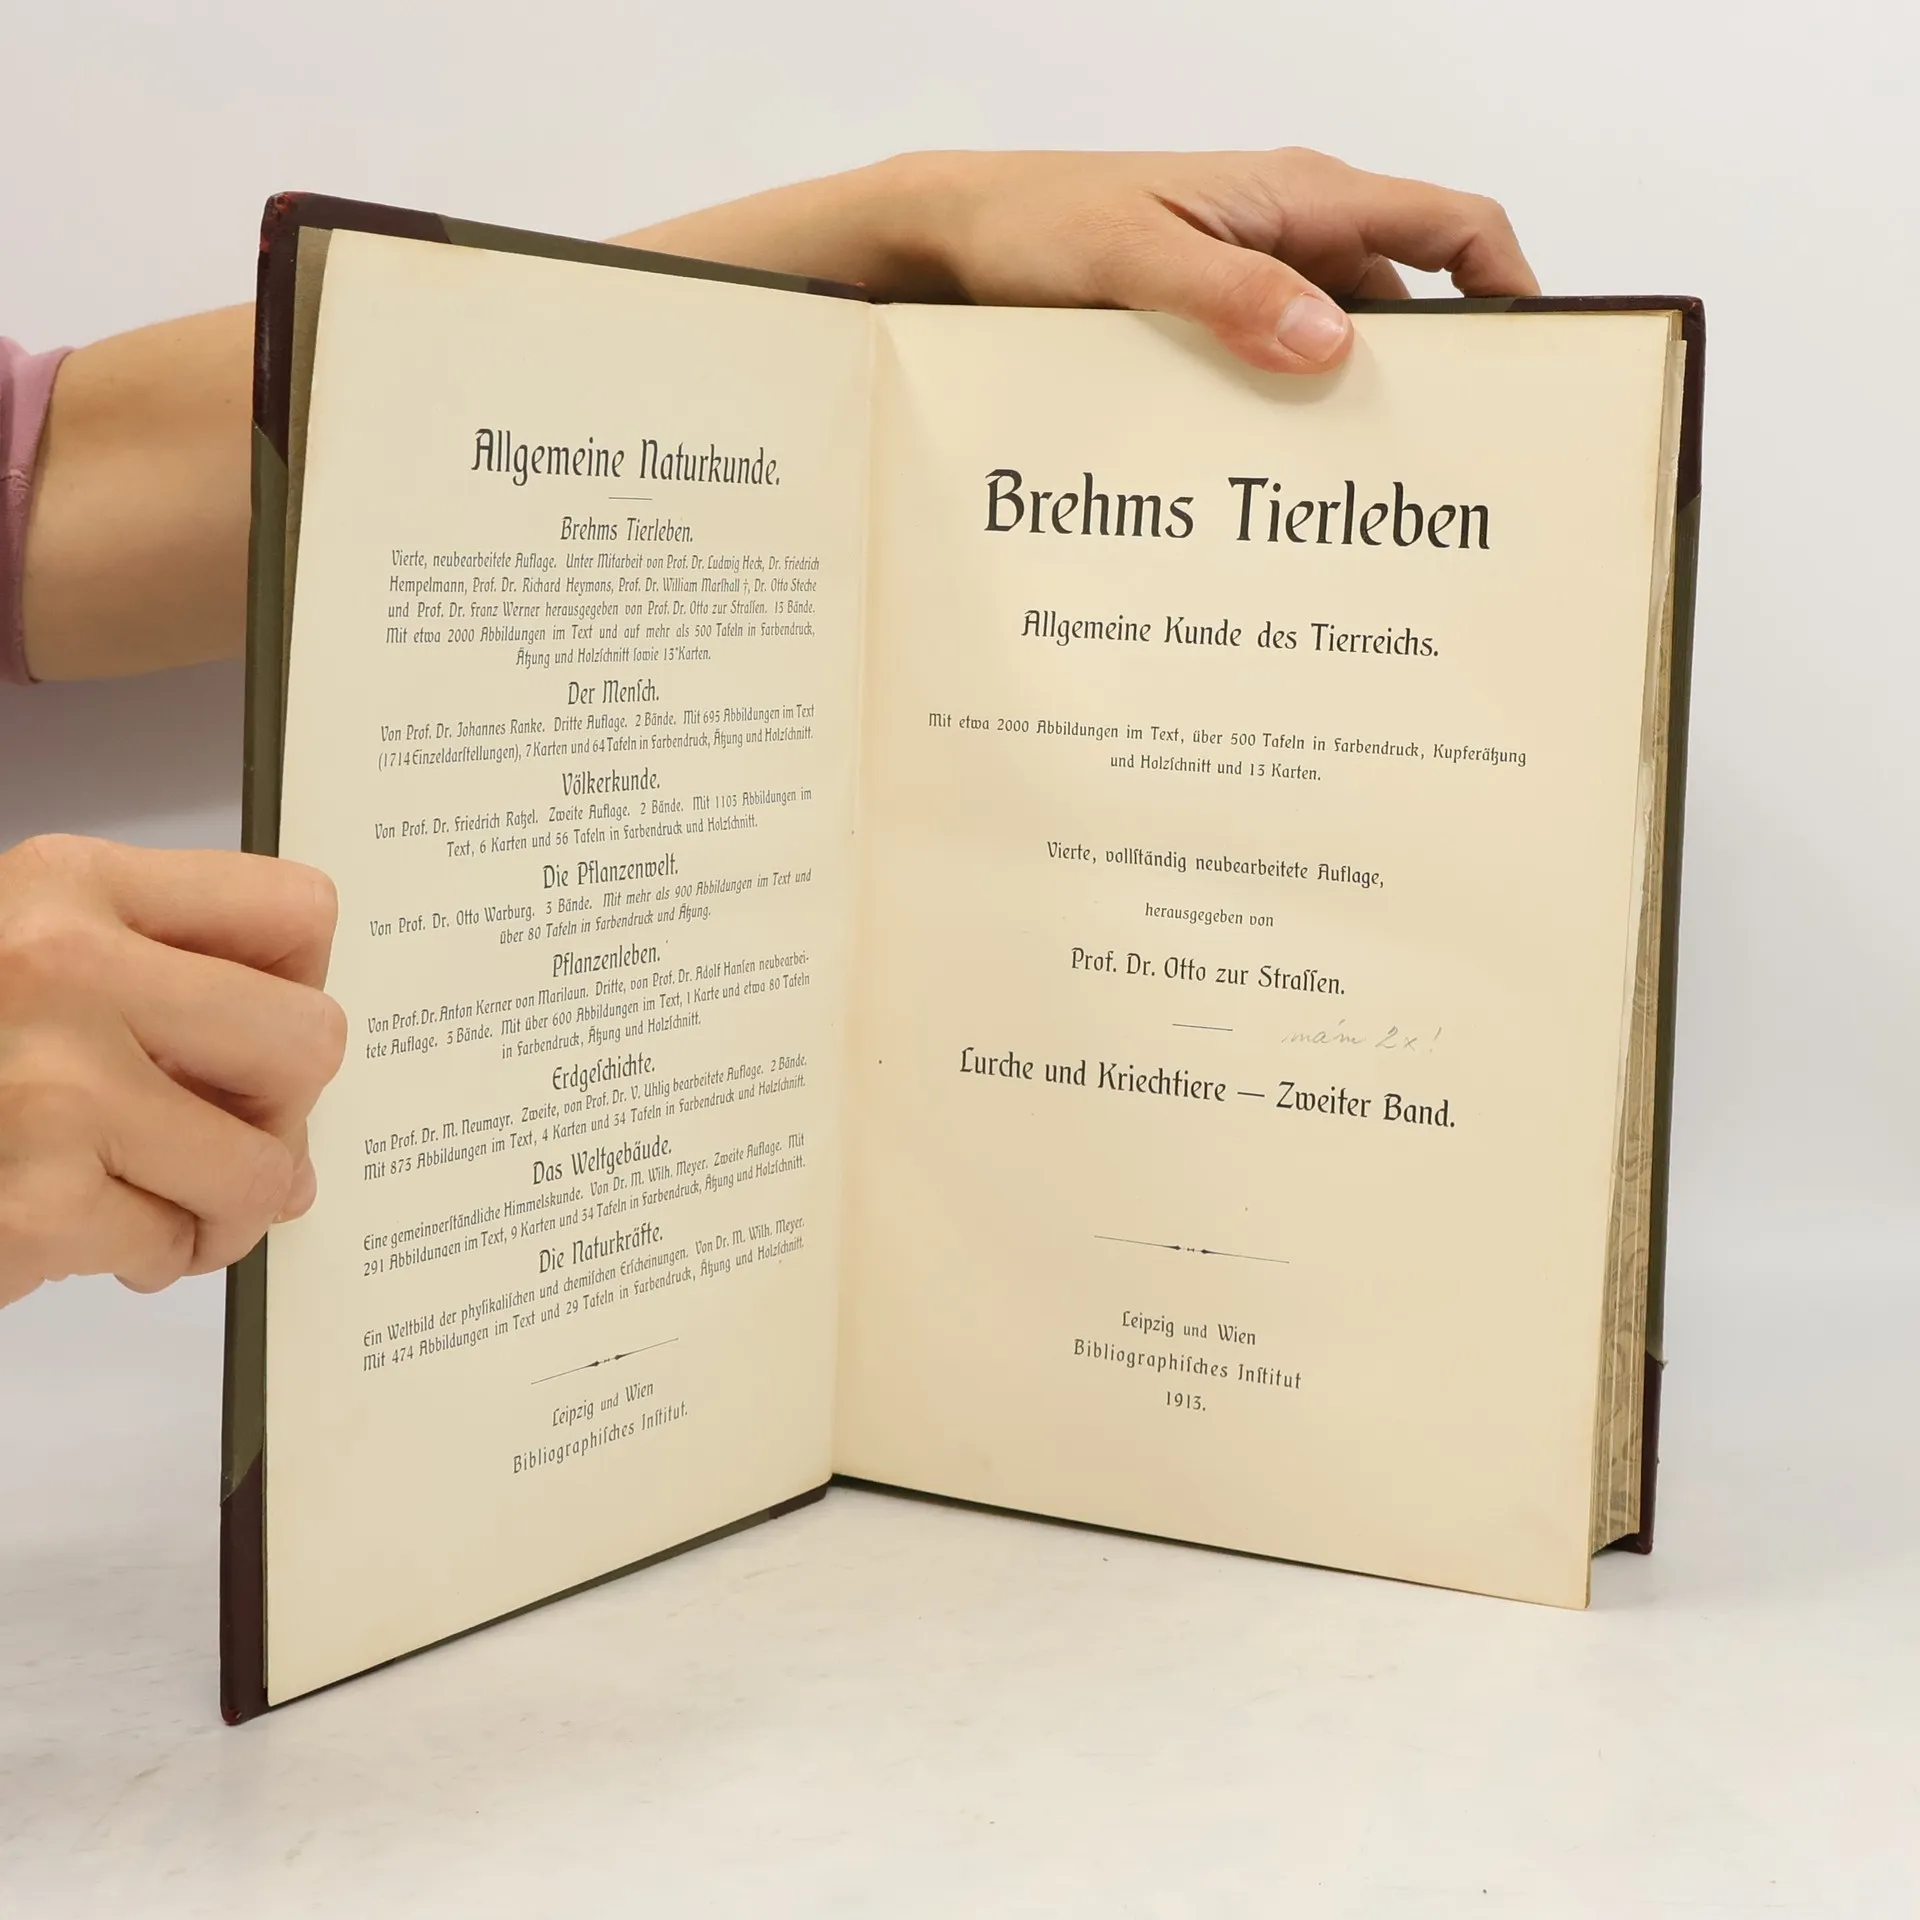 Allgemeine Naturkunde.
Brehms Tierleben.
Vierte, neubearbeitete Auflage. Unter Mitarbeit von Prof. Dr. Ludwig Heck, Dr. Friedrich
Hempelmann, Prof. Dr. Richard Heymons, Prof. Dr. William Marſhall †, Dr. Otto Steche
und Prof. Dr. Franz Werner herausgegeben von Prof. Dr. Otto zur Straſſen. 13 Bände.
Mit etwa 2000 Abbildungen im Text und auf mehr als 500 Tafeln in Farbendruck,
Ätzung und Holzſchnitt ſowie 13 Karten.
Der Menſch.
Von Prof. Dr. Johannes Ranke. Dritte Auflage. 2 Bände. Mit 695 Abbildungen im Text
(1714 Einzeldarſtellungen), 7 Karten und 64 Tafeln in Farbendruck, Ätzung und Holzſchnitt.
Völkerkunde.
Von Prof. Dr. Friedrich Ratzel. Zweite Auflage. 2 Bände. Mit 1103 Abbildungen im
Text, 6 Karten und 56 Tafeln in Farbendruck und Holzſchnitt.
Die Pflanzenwelt.
Von Prof. Dr. Otto Warburg. 3 Bände. Mit mehr als 900 Abbildungen im Text und
über 80 Tafeln in Farbendruck und Ätzung.
Pflanzenleben.
Von Prof. Dr. Anton Kerner von Marilaun. Dritte, von Prof. Dr. Adolf Hanſen neubearbei-
tete Auflage. 3 Bände. Mit über 600 Abbildungen im Text, 1 Karte und etwa 80 Tafeln
in Farbendruck, Ätzung und Holzſchnitt.
Erdgeſchichte.
Von Prof. Dr. M. Neumayr. Zweite, von Prof. Dr. V. Uhlig bearbeitete Auflage. 2 Bände.
Mit 873 Abbildungen im Text, 4 Karten und 34 Tafeln in Farbendruck und Holzſchnitt.
Das Weltgebäude.
Eine gemeinverſtändliche Himmelskunde. Von Dr. M. Wilh. Meyer. Zweite Auflage. Mit
291 Abbildungen im Text, 9 Karten und 34 Tafeln in Farbendruck, Ätzung und Holzſchnitt.
Die Naturkräfte.
Ein Weltbild der phyſikaliſchen und chemiſchen Erſcheinungen. Von Dr. M. Wilh. Meyer.
Mit 474 Abbildungen im Text und 29 Tafeln in Farbendruck, Ätzung und Holzſchnitt.
Leipzig und Wien
Bibliographiſches Inſtitut.
Brehms Tierleben
Allgemeine Kunde des Tierreichs.
Mit etwa 2000 Abbildungen im Text, über 500 Tafeln in Farbendruck, Kupferätzung
und Holzſchnitt und 13 Karten.
Vierte, vollſtändig neubearbeitete Auflage,
herausgegeben von
Prof. Dr. Otto zur Straſſen.
mám 2x!
Lurche und Kriechtiere — Zweiter Band.
Leipzig und Wien
Bibliographiſches Inſtitut
1913.